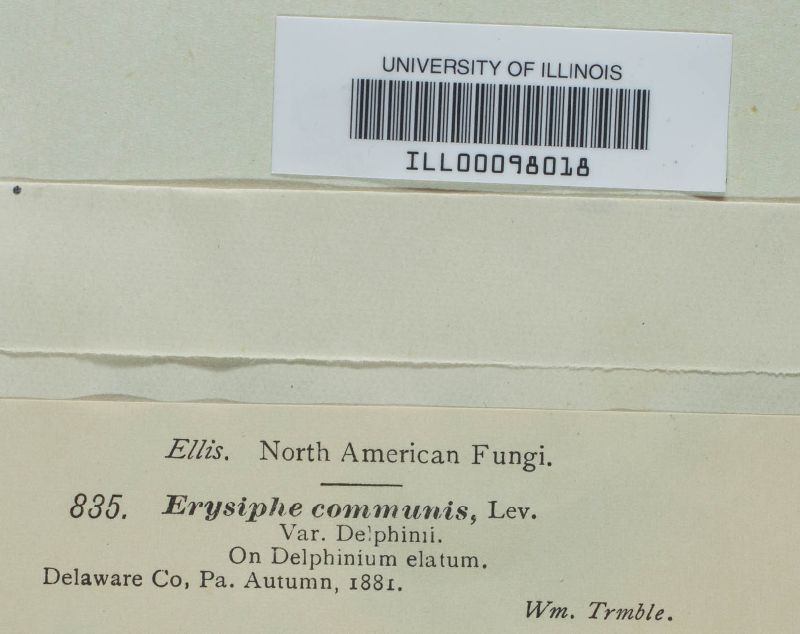 UNIVERSITY OF ILLINOIS
ILL00098018
Ellis. North American Fungi.
835. Erysiphe communis, Lev.
Var. Delphinii.
On Delphinium elatum.
Delaware Co, Pa. Autumn, 1881.
Wm. Trmble.